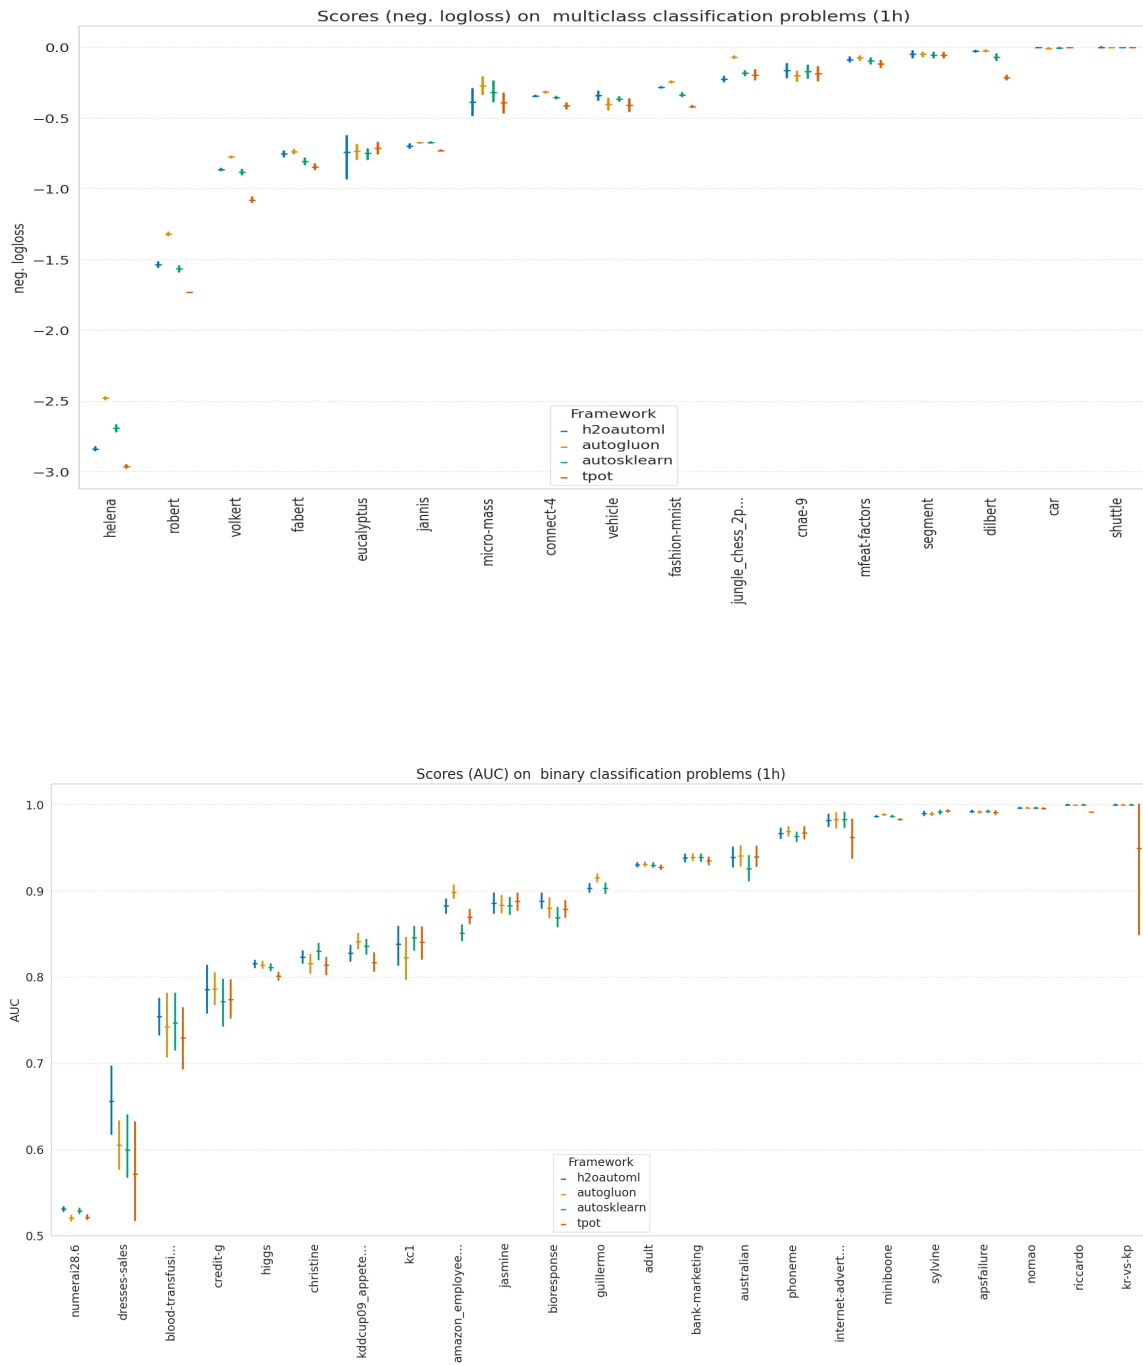 Scores (neg. logloss) on  multiclass classification problems (1h)
neg. logloss
0.0
−0.5
−1.0
−1.5
−2.0
−2.5
−3.0
Framework
h2oautoml
autogluon
autosklearn
tpot
helena
robert
volkert
fabert
eucalyptus
jannis
micro-mass
connect-4
vehicle
fashion-mnist
jungle_chess_2p...
cnae-9
mfeat-factors
segment
dilbert
car
shuttle
Scores (AUC) on  binary classification problems (1h)
AUC
1.0
0.9
0.8
0.7
0.6
0.5
Framework
h2oautoml
autogluon
autosklearn
tpot
numerai28.6
dresses-sales
blood-transfusi...
credit-g
higgs
christine
kddcup09_appete...
kc1
amazon_employee...
jasmine
bioresponse
guillermo
adult
bank-marketing
australian
phoneme
internet-advert...
miniboone
sylvine
apsfailure
nomao
riccardo
kr-vs-kp